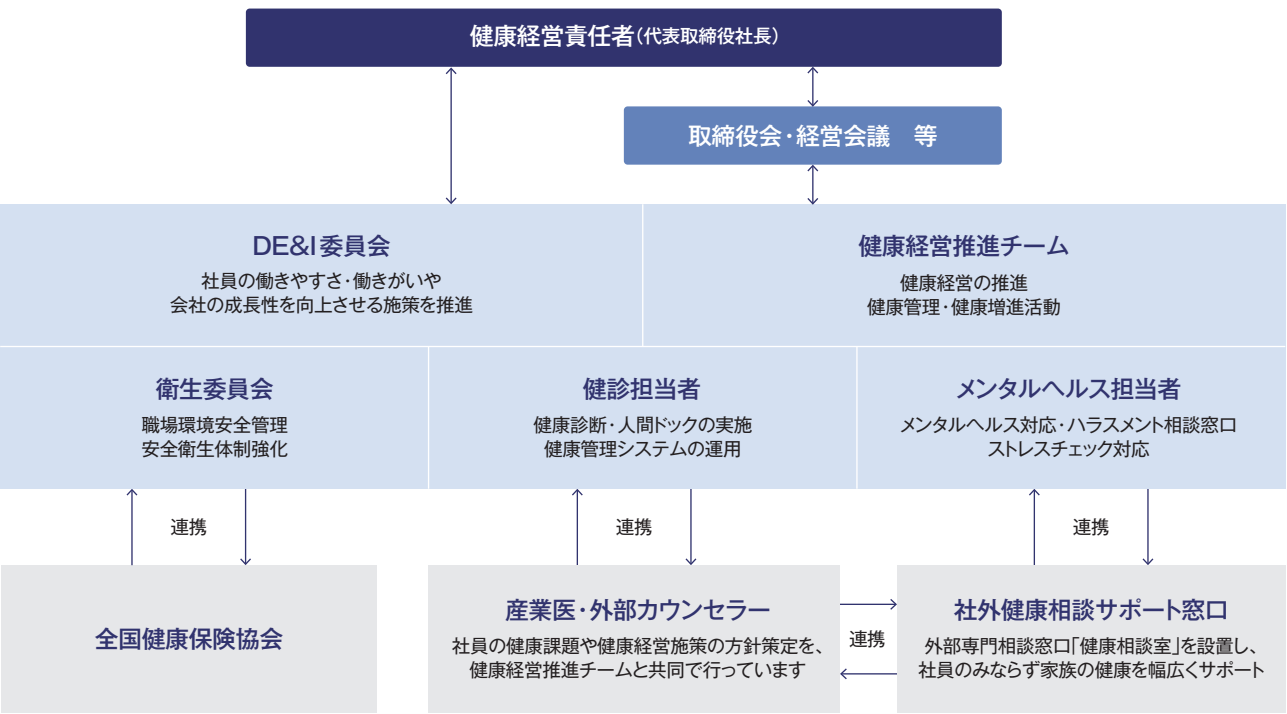 健康経営責任者(代表取締役社長)
取締役会・経営会議 等
DE&I委員会
社員の働きやすさ・働きがいや
会社の成長性を向上させる施策を推進
健康経営推進チーム
健康経営の推進
健康管理・健康増進活動
衛生委員会
職場環境安全管理
安全衛生体制強化
健診担当者
健康診断・人間ドックの実施
健康管理システムの運用
メンタルヘルス担当者
メンタルヘルス対応・ハラスメント相談窓口
ストレスチェック対応
連携
連携
連携
全国健康保険協会
産業医・外部カウンセラー
社員の健康課題や健康経営施策の方針策定を、
健康経営推進チームと共同で行っています
連携
社外健康相談サポート窓口
外部専門相談窓口「健康相談室」を設置し、
社員のみならず家族の健康を幅広くサポート